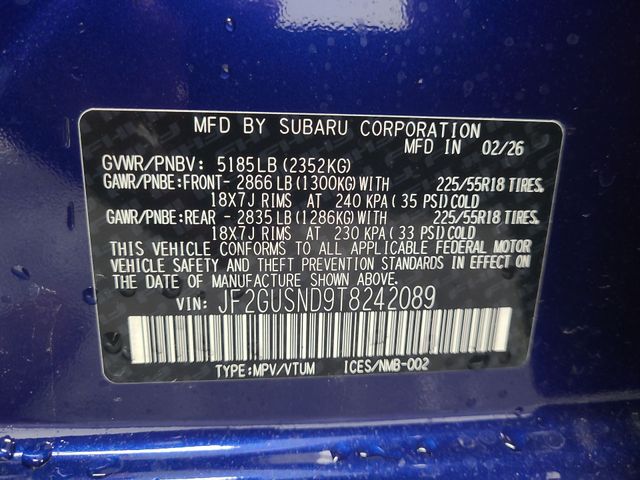 MFD BY SUBARU CORPORATION
MFD IN 02/26
GVWR/PNBV: 5185LB (2352KG)
GAWR/PNBE:FRONT- 2866 LB (1300KG) WITH 225/55R18 TIRES,
18X7J RIMS AT 240 KPA ( 35 PSI) COLD
GAWR/PNBE:REAR - 2835 LB (1286KG) WITH 225/55R18 TIRES,
18X7J RIMS AT 230 KPA ( 33 PSI) COLD
THIS VEHICLE CONFORMS TO ALL APPLICABLE FEDERAL MOTOR
VEHICLE SAFETY AND THEFT PREVENTION STANDARDS IN EFFECT ON
THE DATE OF MANUFACTURE SHOWN ABOVE.
VIN: JF2GUSND9T8242089
TYPE:MPV/VTUM ICES/NMB-002